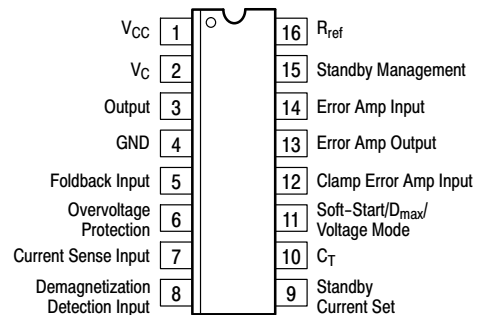 V_CC 1 16 R_ref
V_C 2 15 Standby Management
Output 3 14 Error Amp Input
GND 4 13 Error Amp Output
Foldback Input 5 12 Clamp Error Amp Input
Overvoltage
Protection 6 11 Soft-Start/D_max/
Voltage Mode
Current Sense Input 7 10 C_T
Demagnetization
Detection Input 8 9 Standby
Current Set